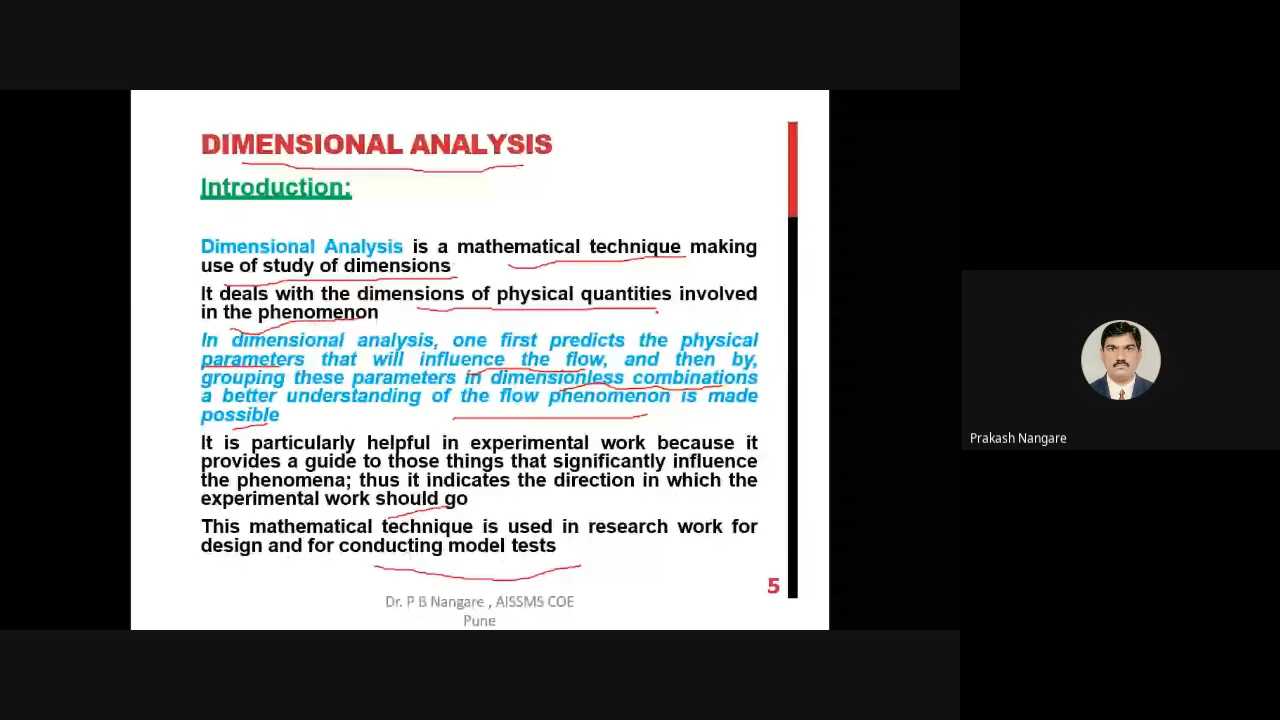 DIMENSIONAL ANALYSIS
Introduction:
Dimensional Analysis is a mathematical technique making
use of study of dimensions
It deals with the dimensions of physical quantities involved
in the phenomenon
In dimensional analysis, one first predicts the physical
parameters that will influence the flow, and then by,
grouping these parameters in dimensionless combinations
a better understanding of the flow phenomenon is made
possible
It is particularly helpful in experimental work because it
provides a guide to those things that significantly influence
the phenomena; thus it indicates the direction in which the
experimental work should go
This mathematical technique is used in research work for
design and for conducting model tests
5
Dr. P B Nangare , AISSMS COE
Pune
Prakash Nangare